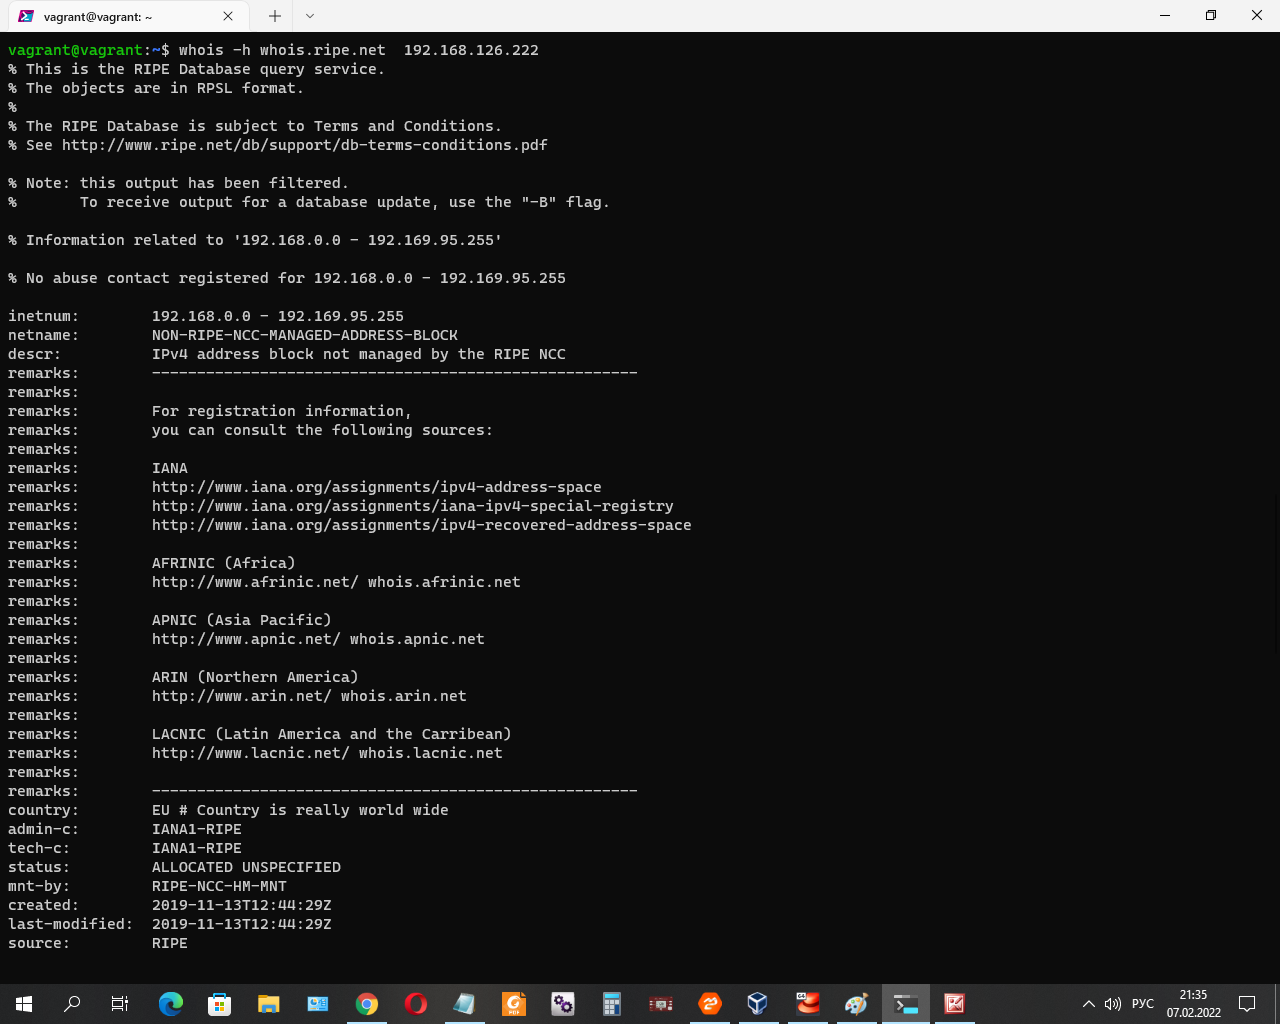 vagrant@vagrant: ~
vagrant@vagrant:~$ whois -h whois.ripe.net  192.168.126.222
% This is the RIPE Database query service.
% The objects are in RPSL format.
%
% The RIPE Database is subject to Terms and Conditions.
% See http://www.ripe.net/db/support/db-terms-conditions.pdf
% Note: this output has been filtered.
%       To receive output for a database update, use the "-B" flag.
% Information related to '192.168.0.0 - 192.169.95.255'
% No abuse contact registered for 192.168.0.0 - 192.169.95.255
inetnum:        192.168.0.0 - 192.169.95.255
netname:        NON-RIPE-NCC-MANAGED-ADDRESS-BLOCK
descr:          IPv4 address block not managed by the RIPE NCC
remarks:        ------------------------------------------------------
remarks:
remarks:        For registration information,
remarks:        you can consult the following sources:
remarks:
remarks:        IANA
remarks:        http://www.iana.org/assignments/ipv4-address-space
remarks:        http://www.iana.org/assignments/iana-ipv4-special-registry
remarks:        http://www.iana.org/assignments/ipv4-recovered-address-space
remarks:
remarks:        AFRINIC (Africa)
remarks:        http://www.afrinic.net/ whois.afrinic.net
remarks:
remarks:        APNIC (Asia Pacific)
remarks:        http://www.apnic.net/ whois.apnic.net
remarks:
remarks:        ARIN (Northern America)
remarks:        http://www.arin.net/ whois.arin.net
remarks:
remarks:        LACNIC (Latin America and the Carribean)
remarks:        http://www.lacnic.net/ whois.lacnic.net
remarks:
remarks:        ------------------------------------------------------
country:        EU # Country is really world wide
admin-c:        IANA1-RIPE
tech-c:         IANA1-RIPE
status:         ALLOCATED UNSPECIFIED
mnt-by:         RIPE-NCC-HM-MNT
created:        2019-11-13T12:44:29Z
last-modified:  2019-11-13T12:44:29Z
source:         RIPE
PDF
РУС
21:35
07.02.2022